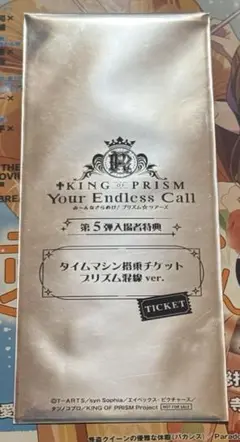 R
KING OF PRISM
Your Endless Call
み〜んなきらめけ!プリズム☆ツアーズ
第5弾入場者特典
タイムマシン搭乗チケット
プリズム混線 ver.
TICKET
©T-ARTS/syn Sophia/エイベックス・ピクチャーズ/
タツノコプロ/KING OF PRISM Project
NOT FOR SALE